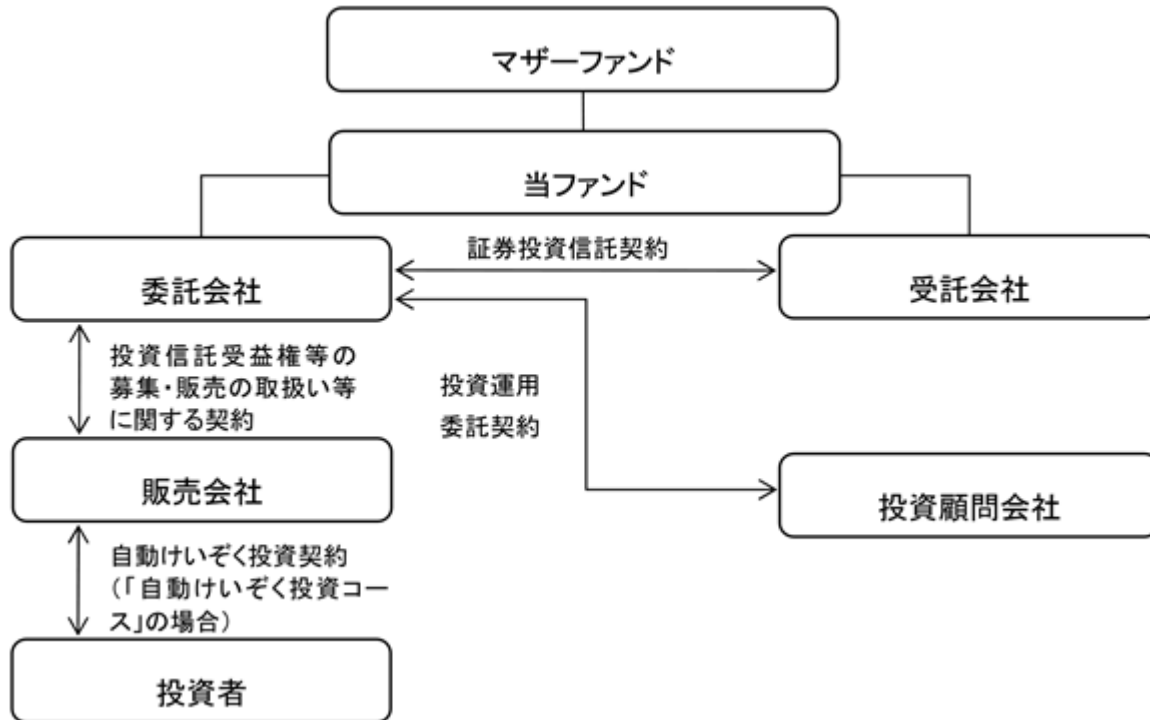 マザーファンド
当ファンド
証券投資信託契約
委託会社
受託会社
投資信託受益権等の
募集・販売の取扱い等
に関する契約
投資運用
委託契約
販売会社
投資顧問会社
自動けいぞく投資契約
(「自動けいぞく投資コー
ス」の場合)
投資者